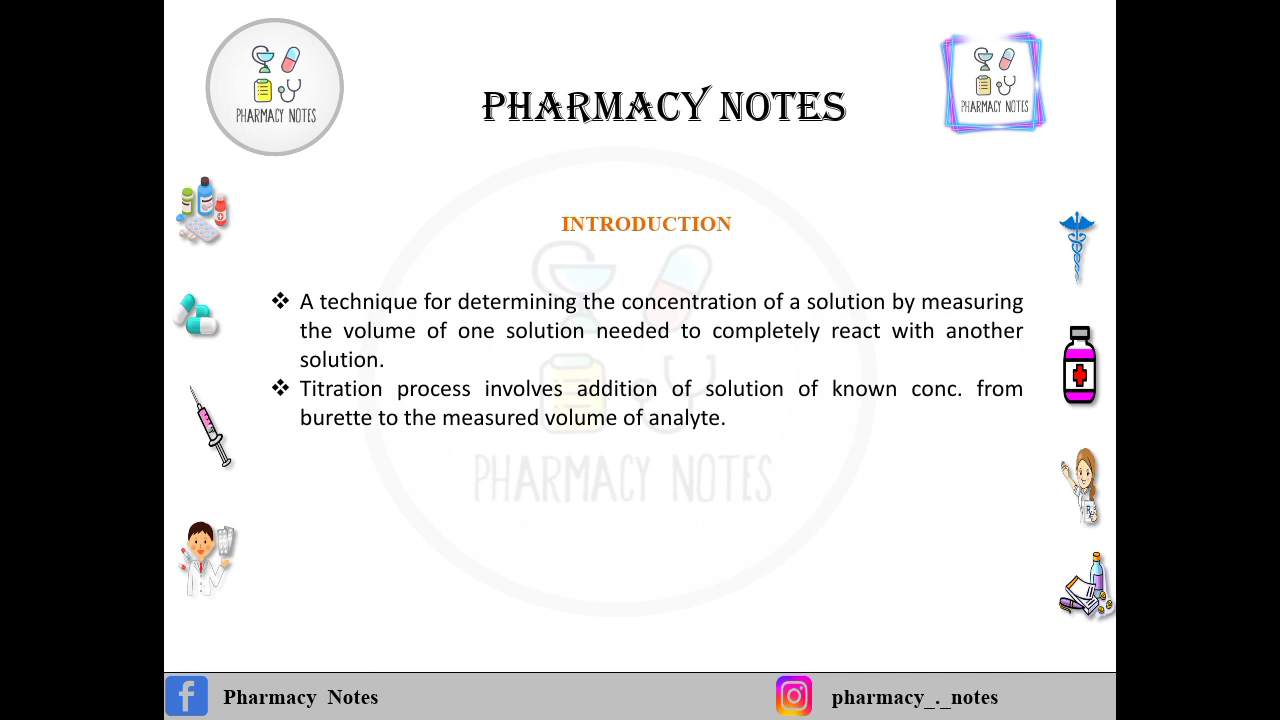 PHARMACY NOTES
PHARMACY NOTES
PHARMACY NOTES
INTRODUCTION
❖ A technique for determining the concentration of a solution by measuring
the volume of one solution needed to completely react with another
solution.
❖ Titration process involves addition of solution of known conc. from
burette to the measured volume of analyte.
PHARMACY NOTES
Pharmacy Notes
pharmacy_._notes